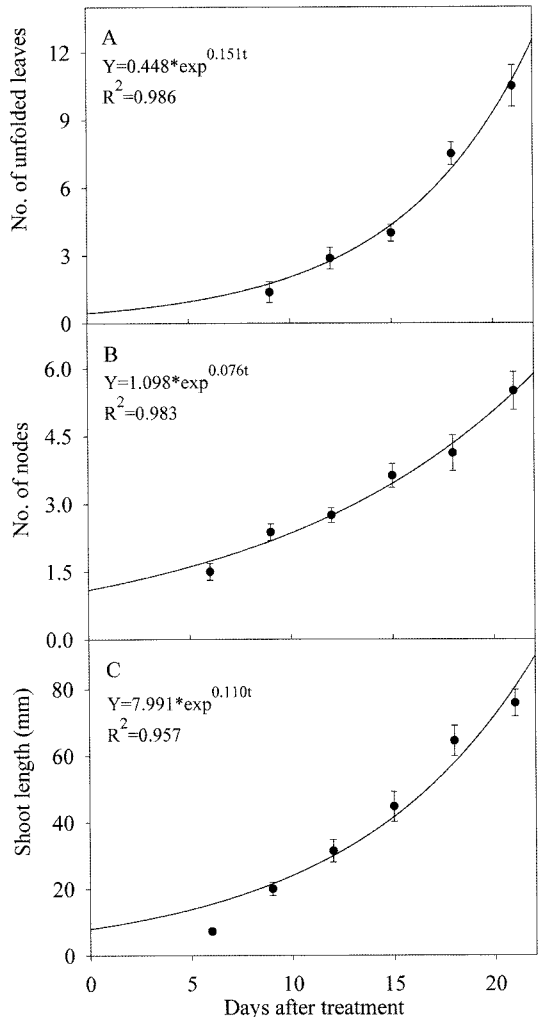 A
Y=0.448*exp^0.151t
R^2=0.986
No. of unfolded leaves
12
9
6
3
0
B
Y=1.098*exp^0.076t
R^2=0.983
No. of nodes
6.0
4.5
3.0
1.5
0.0
C
Y=7.991*exp^0.110t
R^2=0.957
Shoot length (mm)
80
60
40
20
0
0 5 10 15 20
Days after treatment